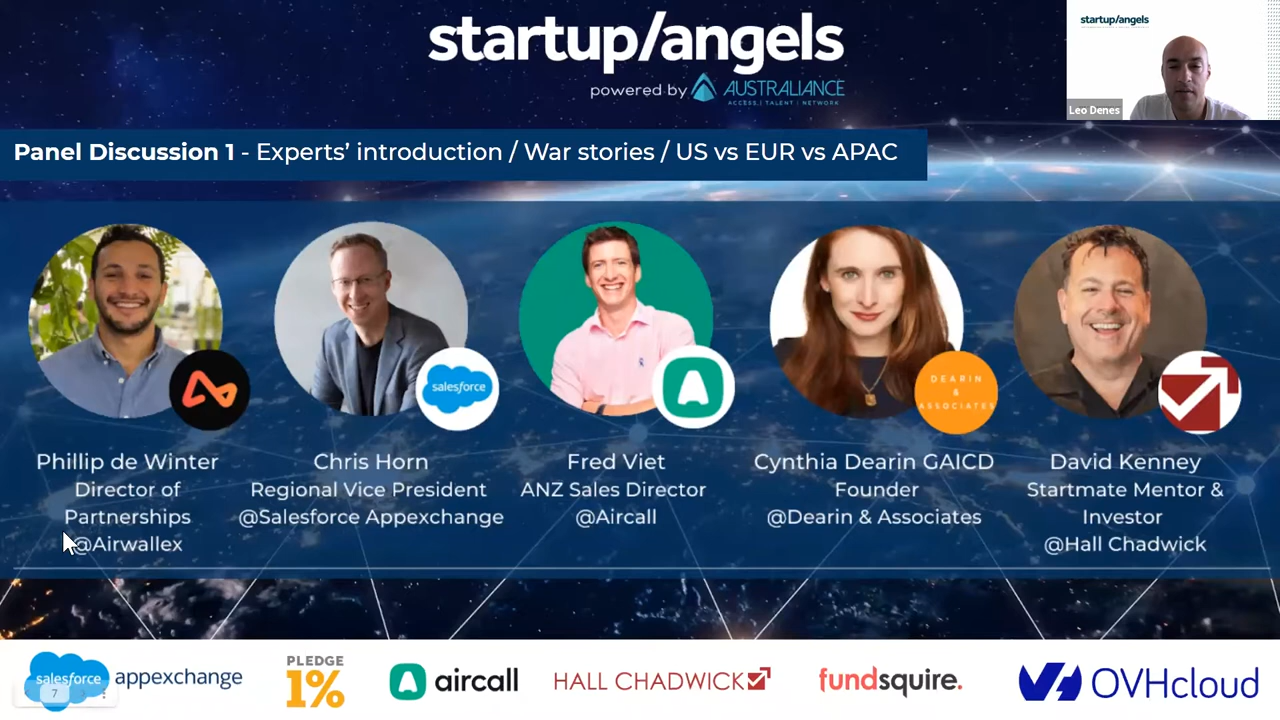 startup/angels
powered by AUSTRALIANCE
ACCESS | TALENT | NETWORK
startup/angels
Leo Denes
Panel Discussion 1 - Experts’ introduction / War stories / US vs EUR vs APAC
salesforce
DEARIN
&
ASSOCIATES
Phillip de Winter
Director of
Partnerships
@Airwallex
Chris Horn
Regional Vice President
@Salesforce Appexchange
Fred Viet
ANZ Sales Director
@Aircall
Cynthia Dearin GAICD
Founder
@Dearin & Associates
David Kenney
Startmate Mentor &
Investor
@Hall Chadwick
salesforce appexchange
7
PLEDGE
1%
aircall
HALL CHADWICK
fundsquire.
OVHcloud